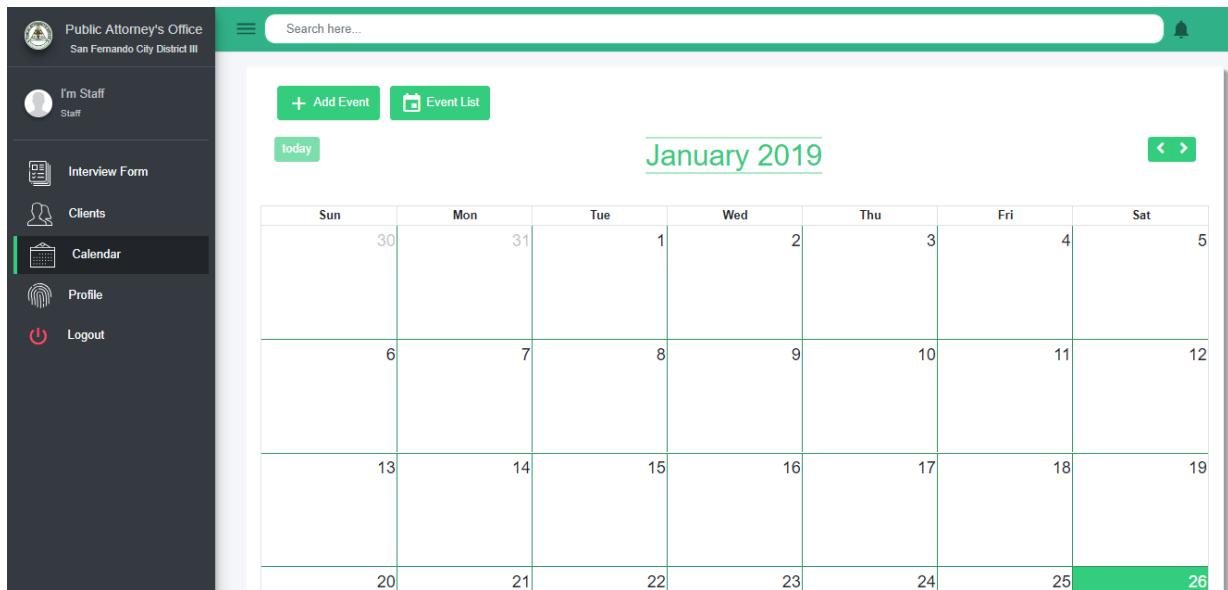 Public Attorney's Office
San Fernando City District III
Search here...
I'm Staff
Staff
Interview Form
Clients
Calendar
Profile
Logout
Add Event
Event List
today
January 2019
Sun Mon Tue Wed Thu Fri Sat
30 31 1 2 3 4 5
6 7 8 9 10 11 12
13 14 15 16 17 18 19
20 21 22 23 24 25 26